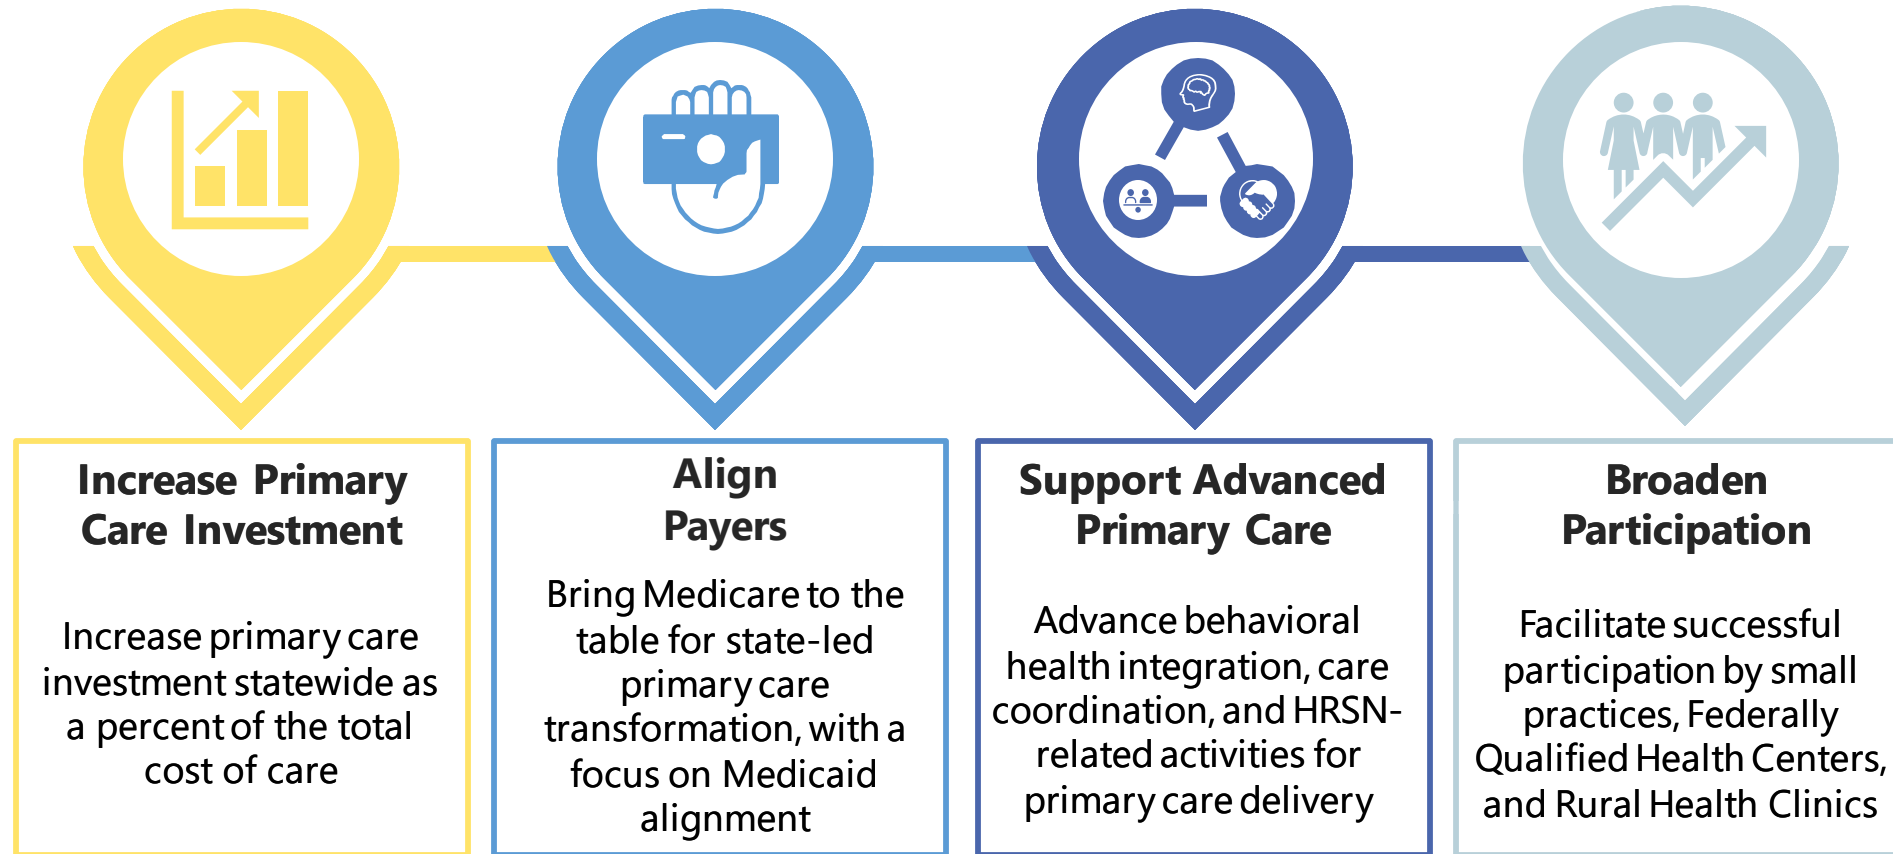 Increase Primary
Care Investment
Increase primary care
investment statewide as
a percent of the total
cost of care
Align
Payers
Bring Medicare to the
table for state-led
primary care
transformation, with a
focus on Medicaid
alignment
Support Advanced
Primary Care
Advance behavioral
health integration, care
coordination, and HRSN-
related activities for
primary care delivery
Broaden
Participation
Facilitate successful
participation by small
practices, Federally
Qualified Health Centers,
and Rural Health Clinics